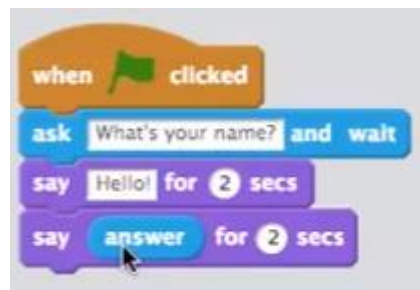 when clicked
ask What's your name? and wait
say Hello! for 2 secs
say answer for 2 secs